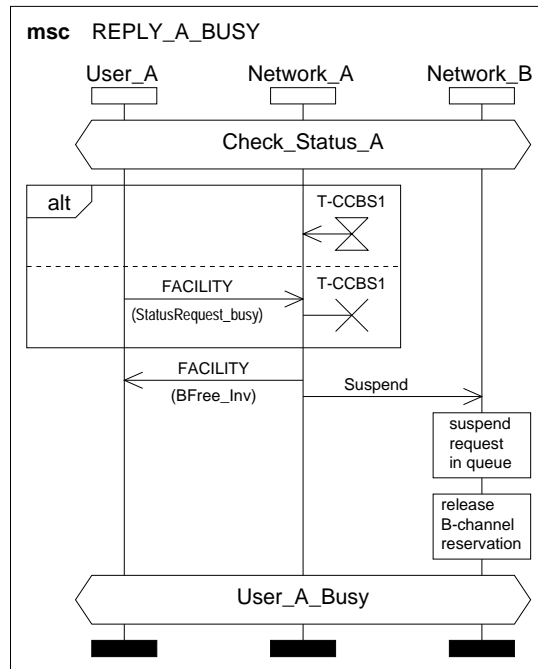 msc REPLY_A_BUSY
User_A Network_A Network_B
Check_Status_A
alt
T-CCBS1
FACILITY
(StatusRequest_busy)
T-CCBS1
FACILITY
(BFree_Inv)
Suspend
suspend
request
in queue
release
B-channel
reservation
User_A_Busy